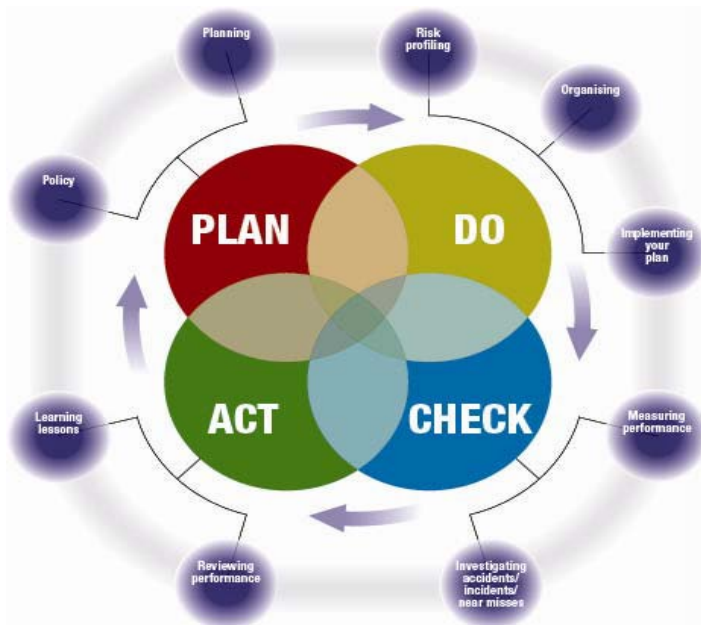 Planning
Risk
profiling
Organising
Policy
PLAN
DO
Implementing
your
plan
Learning
lessons
ACT
CHECK
Measuring
performance
Reviewing
performance
Investigating
accidents/
incidents/
near misses